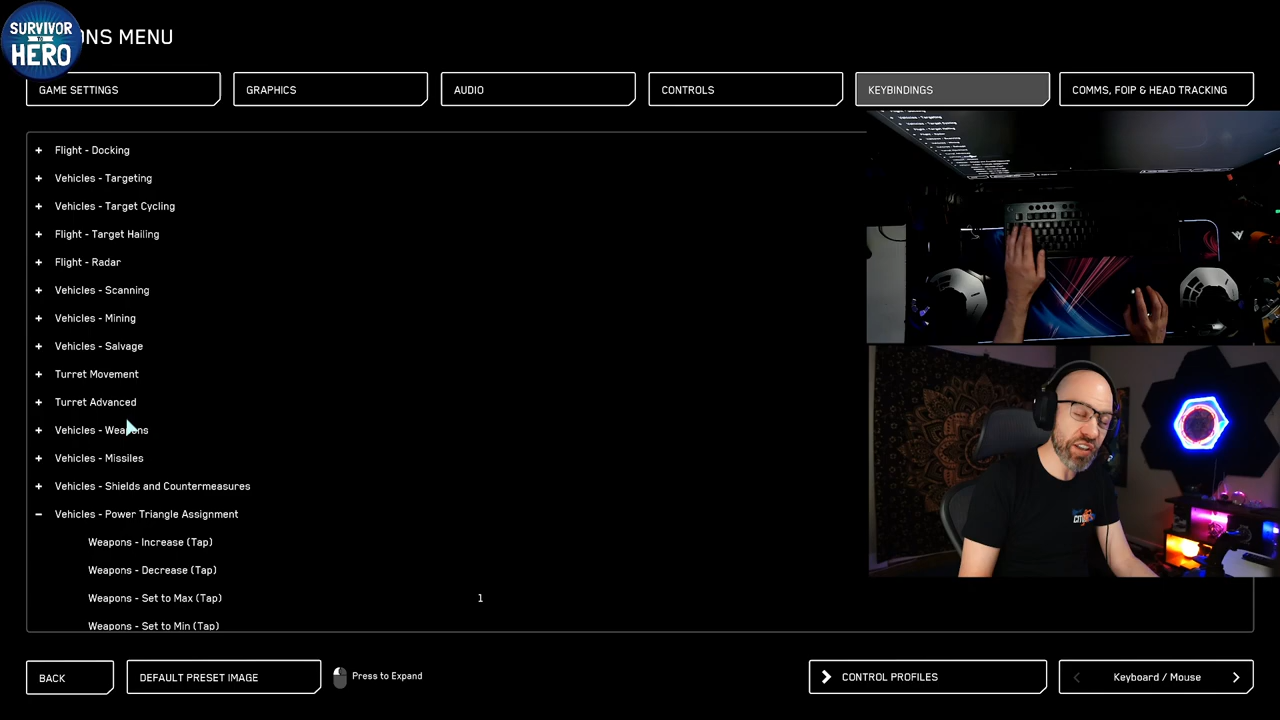 SURVIVOR
TO
HERO
ONS MENU
GAME SETTINGS
GRAPHICS
AUDIO
CONTROLS
KEYBINDINGS
COMMS, FOIP & HEAD TRACKING
+ Flight - Docking
+ Vehicles - Targeting
+ Vehicles - Target Cycling
+ Flight - Target Hailing
+ Flight - Radar
+ Vehicles - Scanning
+ Vehicles - Mining
+ Vehicles - Salvage
+ Turret Movement
+ Turret Advanced
+ Vehicles - Weapons
+ Vehicles - Missiles
+ Vehicles - Shields and Countermeasures
- Vehicles - Power Triangle Assignment
Weapons - Increase (Tap)
Weapons - Decrease (Tap)
Weapons - Set to Max (Tap) 1
Weapons - Set to Min (Tap)
BACK
DEFAULT PRESET IMAGE
Press to Expand
CONTROL PROFILES
Keyboard / Mouse